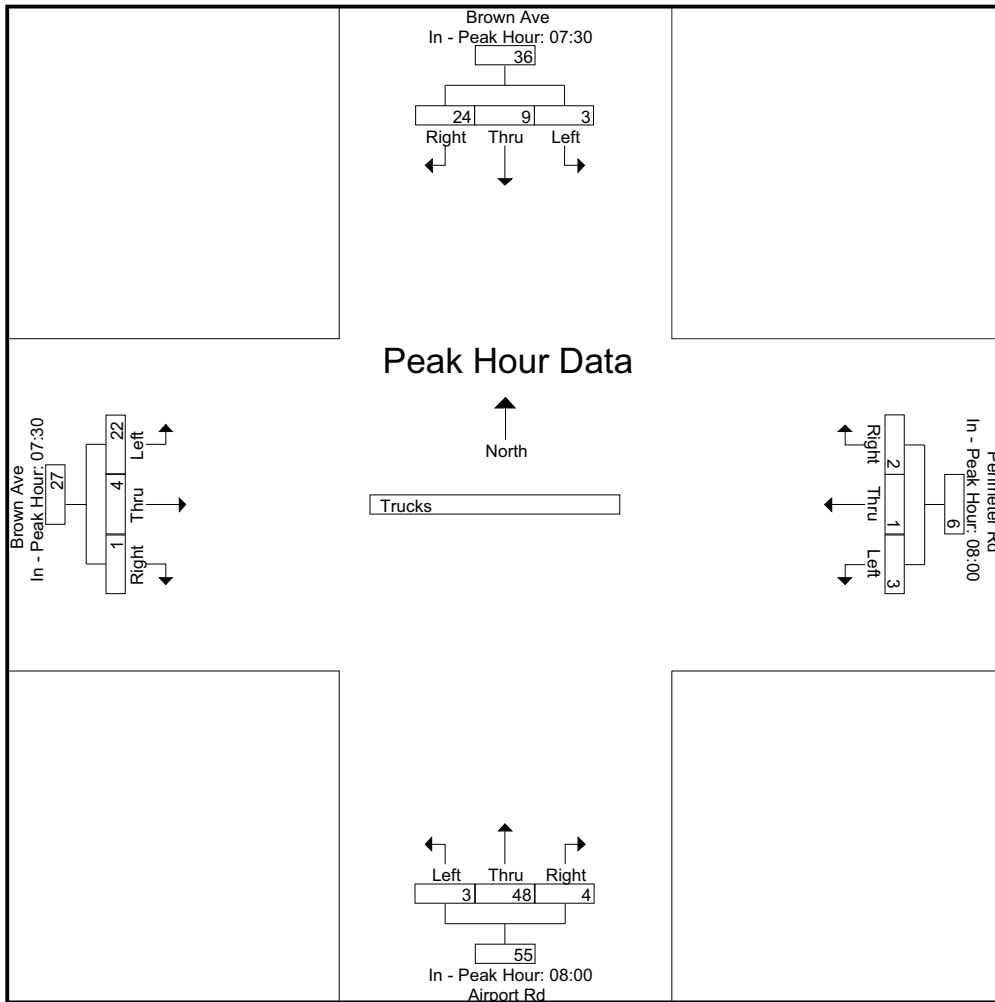 Brown Ave
In - Peak Hour: 07:30
36
24 9 3
Right Thru Left
Peak Hour Data
North
Trucks
Brown Ave
In - Peak Hour: 07:30
27
22 4 1
Left Thru Right
Perimeter Rd
In - Peak Hour: 08:00
6
2 1 3
Right Thru Left
Left Thru Right
3 48 4
55
In - Peak Hour: 08:00
Airport Rd